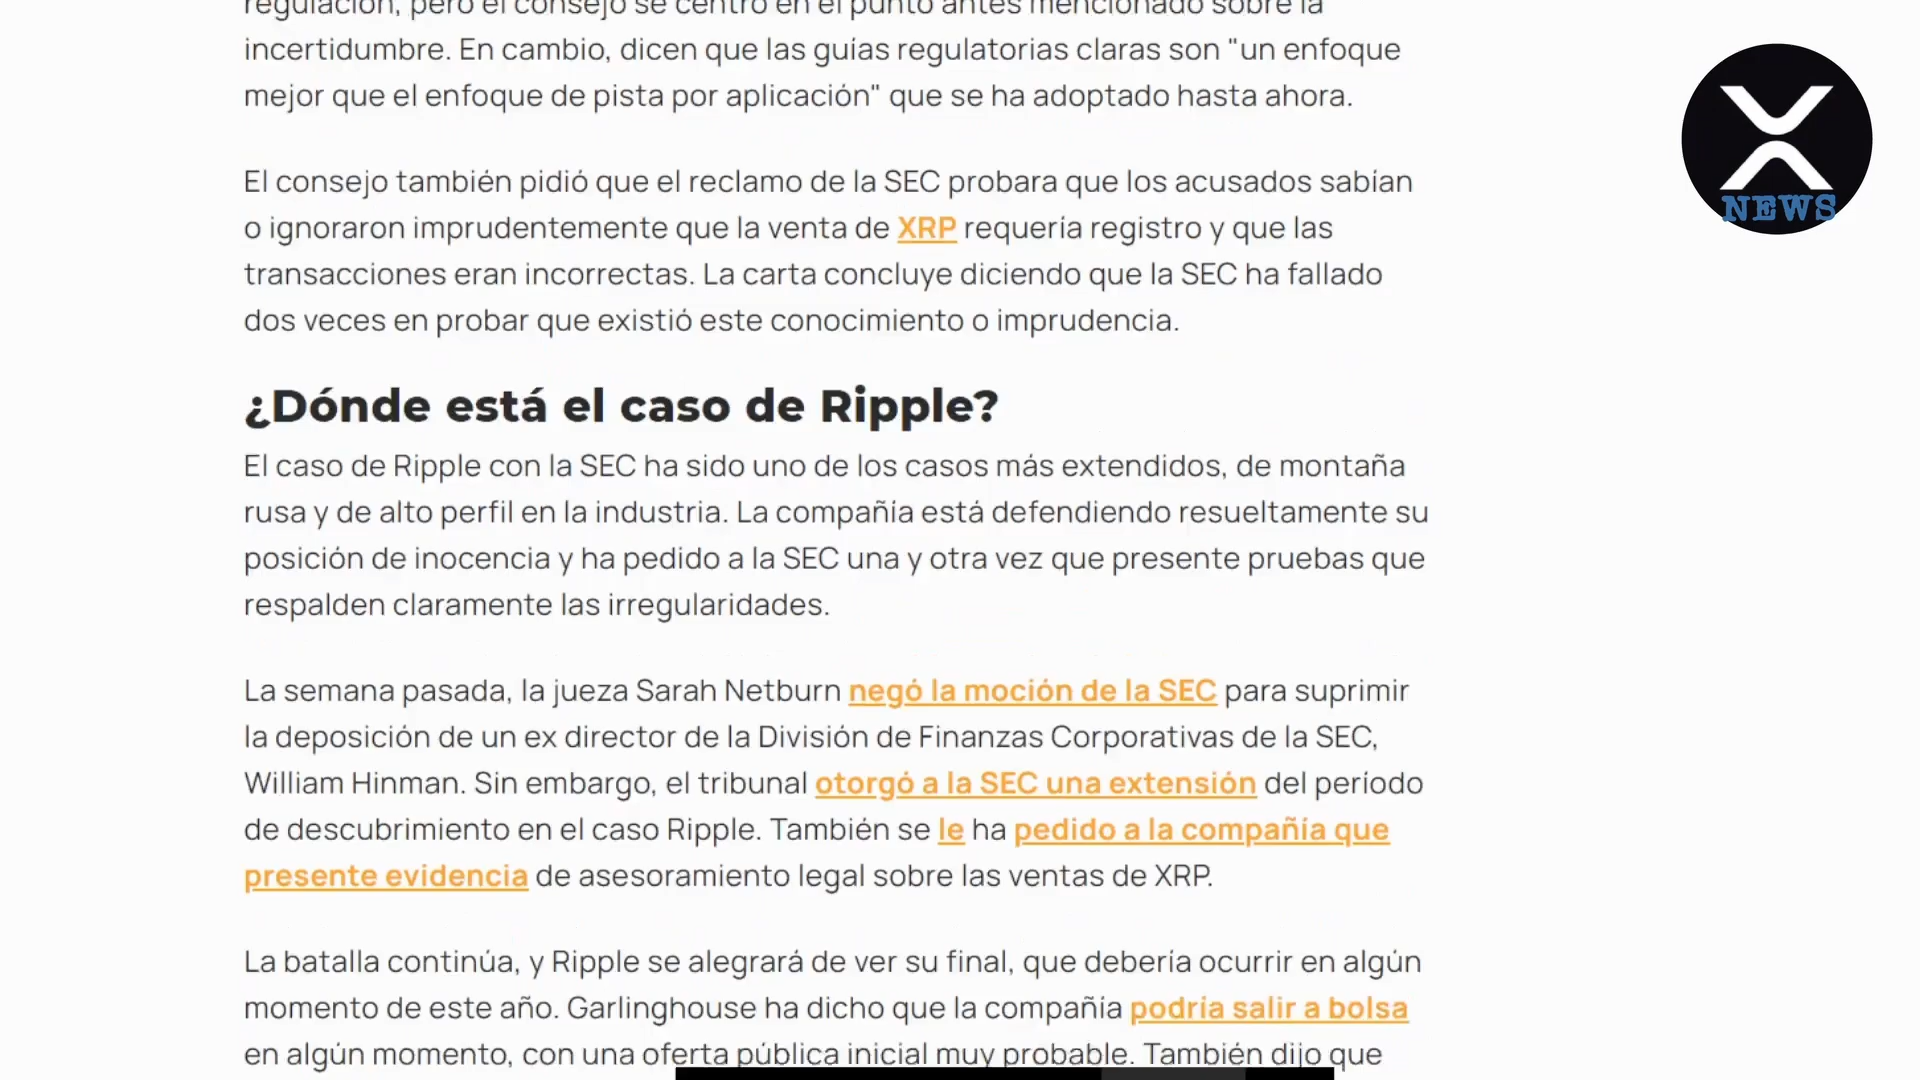 regulación, pero el consejo se centró en el punto antes mencionado sobre la
incertidumbre. En cambio, dicen que las guías regulatorias claras son "un enfoque
mejor que el enfoque de pista por aplicación" que se ha adoptado hasta ahora.
El consejo también pidió que el reclamo de la SEC probara que los acusados sabían
o ignoraron imprudentemente que la venta de XRP requería registro y que las
transacciones eran incorrectas. La carta concluye diciendo que la SEC ha fallado
dos veces en probar que existió este conocimiento o imprudencia.
¿Dónde está el caso de Ripple?
El caso de Ripple con la SEC ha sido uno de los casos más extendidos, de montaña
rusa y de alto perfil en la industria. La compañía está defendiendo resueltamente su
posición de inocencia y ha pedido a la SEC una y otra vez que presente pruebas que
respalden claramente las irregularidades.
La semana pasada, la jueza Sarah Netburn negó la moción de la SEC para suprimir
la deposición de un ex director de la División de Finanzas Corporativas de la SEC,
William Hinman. Sin embargo, el tribunal otorgó a la SEC una extensión del período
de descubrimiento en el caso Ripple. También se le ha pedido a la compañía que
presente evidencia de asesoramiento legal sobre las ventas de XRP.
La batalla continúa, y Ripple se alegrará de ver su final, que debería ocurrir en algún
momento de este año. Garlinghouse ha dicho que la compañía podría salir a bolsa
en algún momento, con una oferta pública inicial muy probable. También dijo que
NEWS